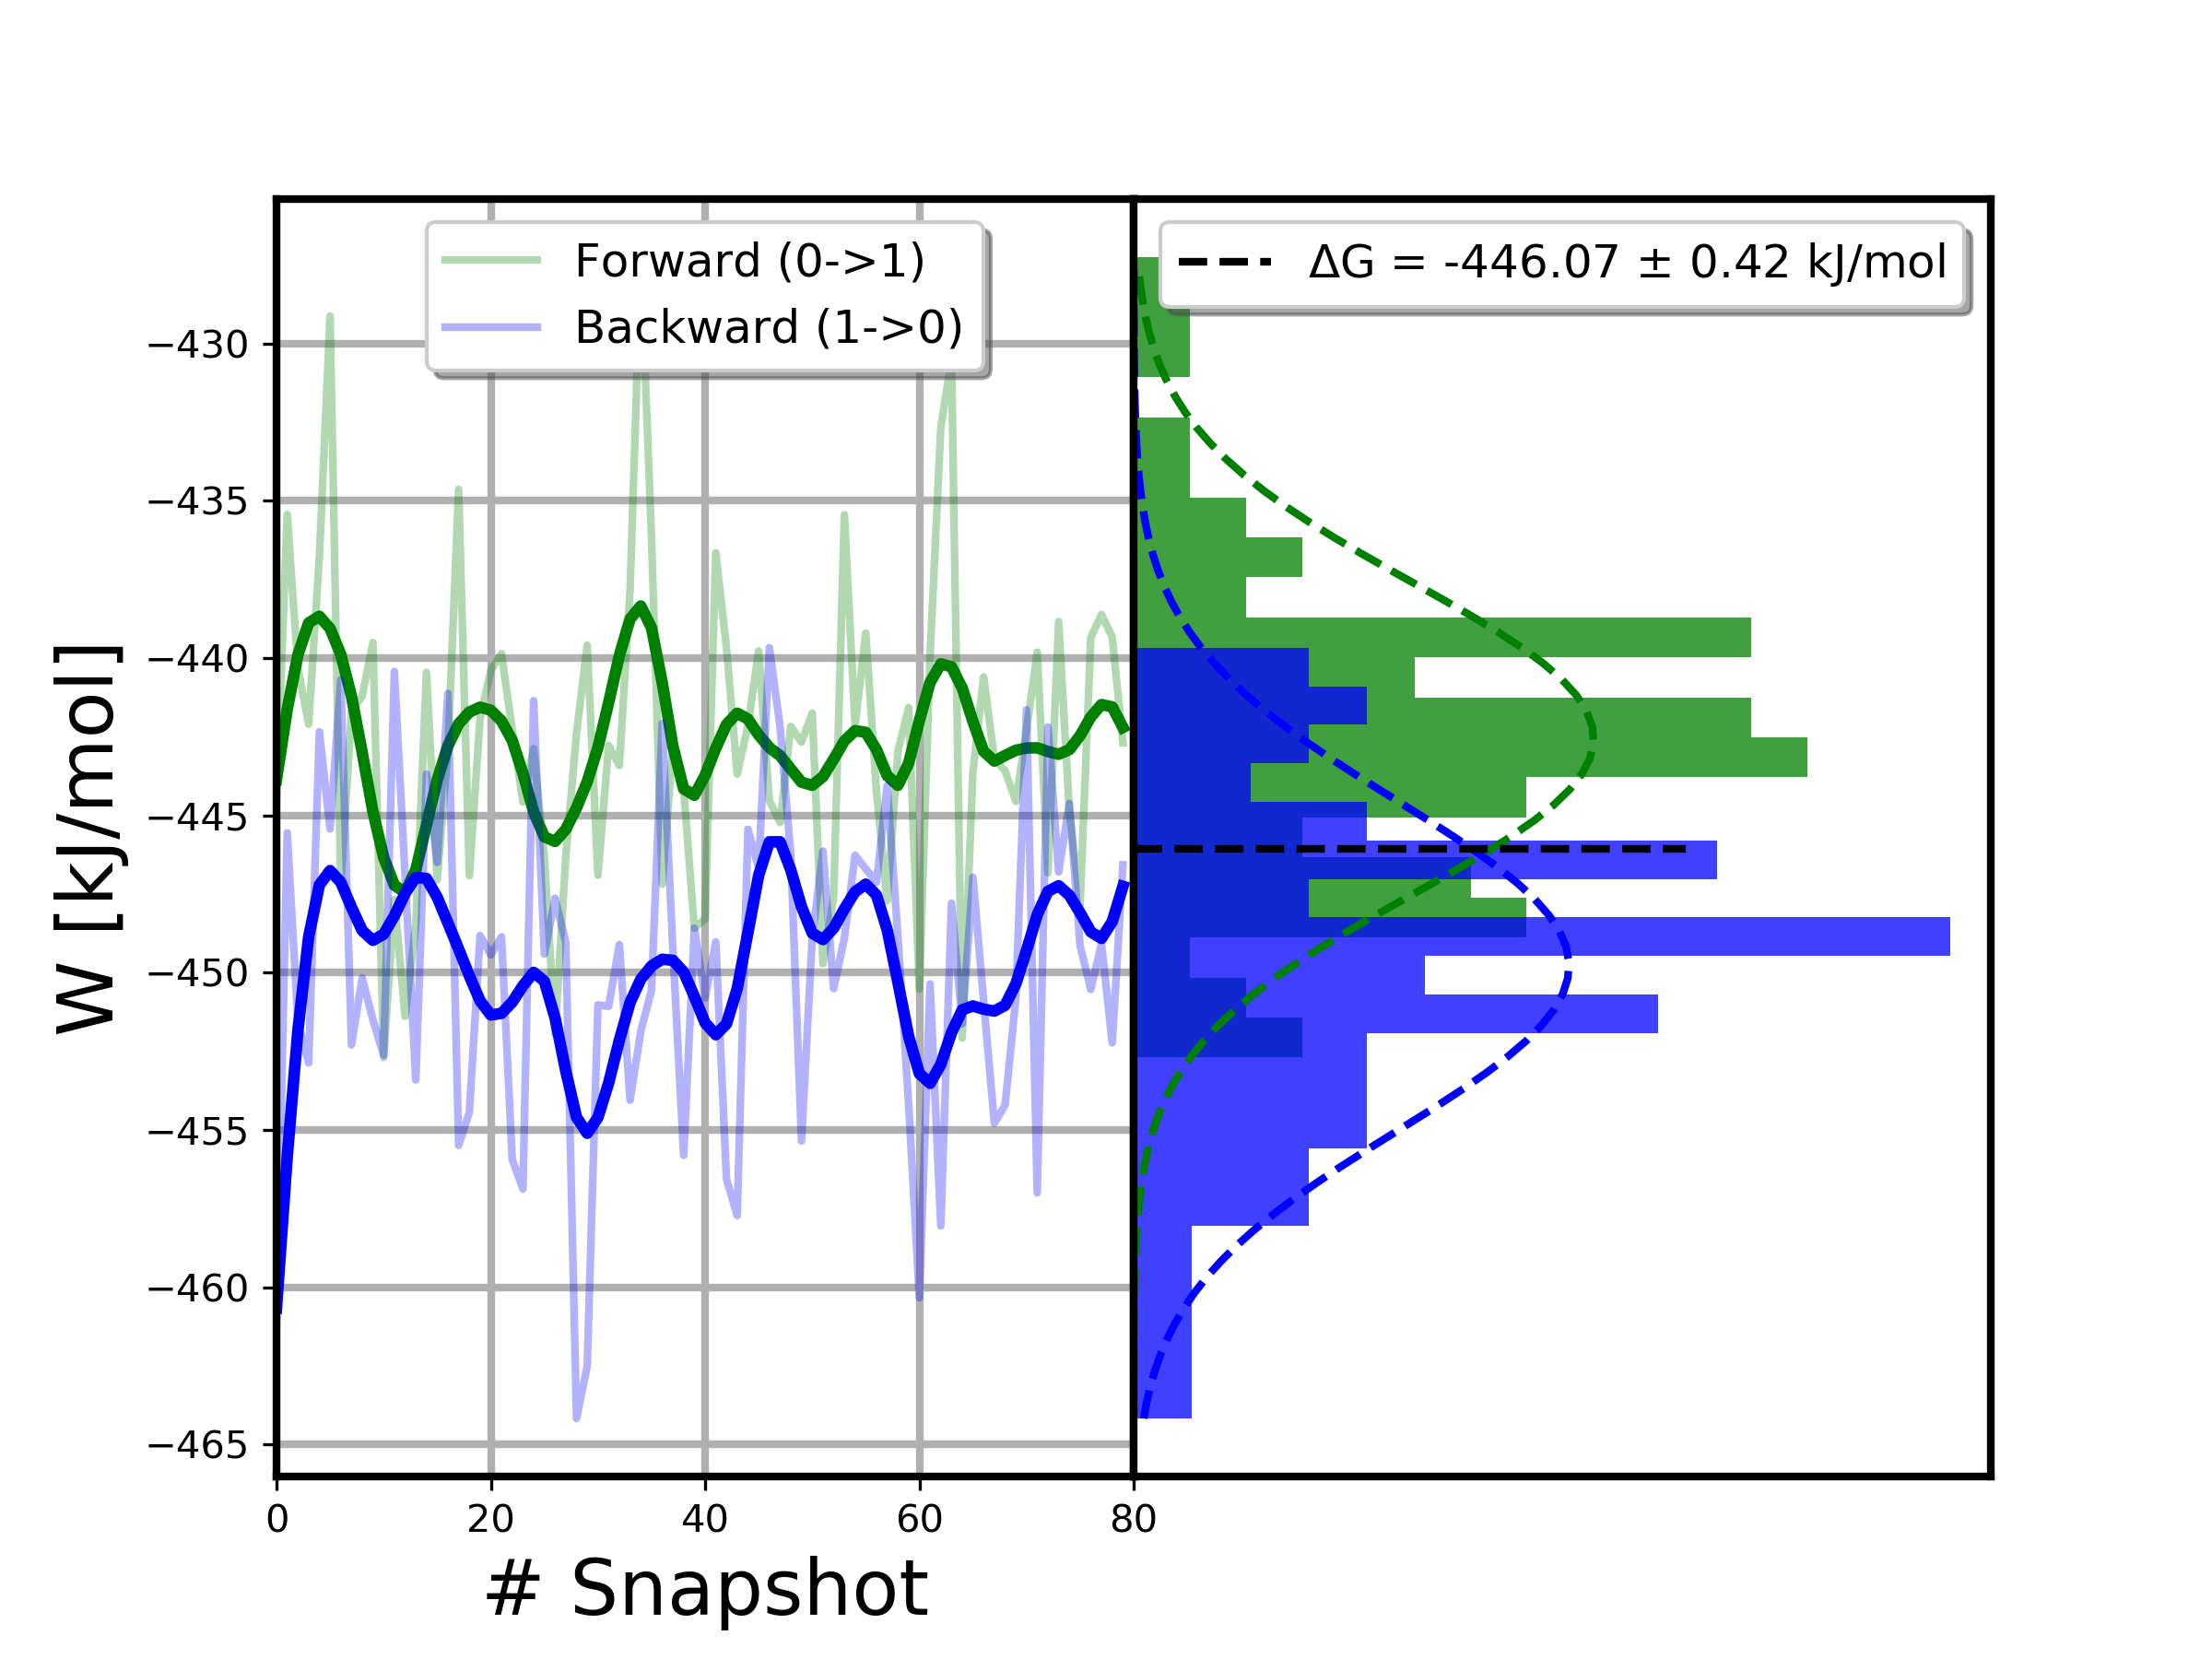 Forward (0->1)
Backward (1->0)
ΔG = -446.07 ± 0.42 kJ/mol
W [kJ/mol]
−430
−435
−440
−445
−450
−455
−460
−465
0 20 40 60 80
# Snapshot